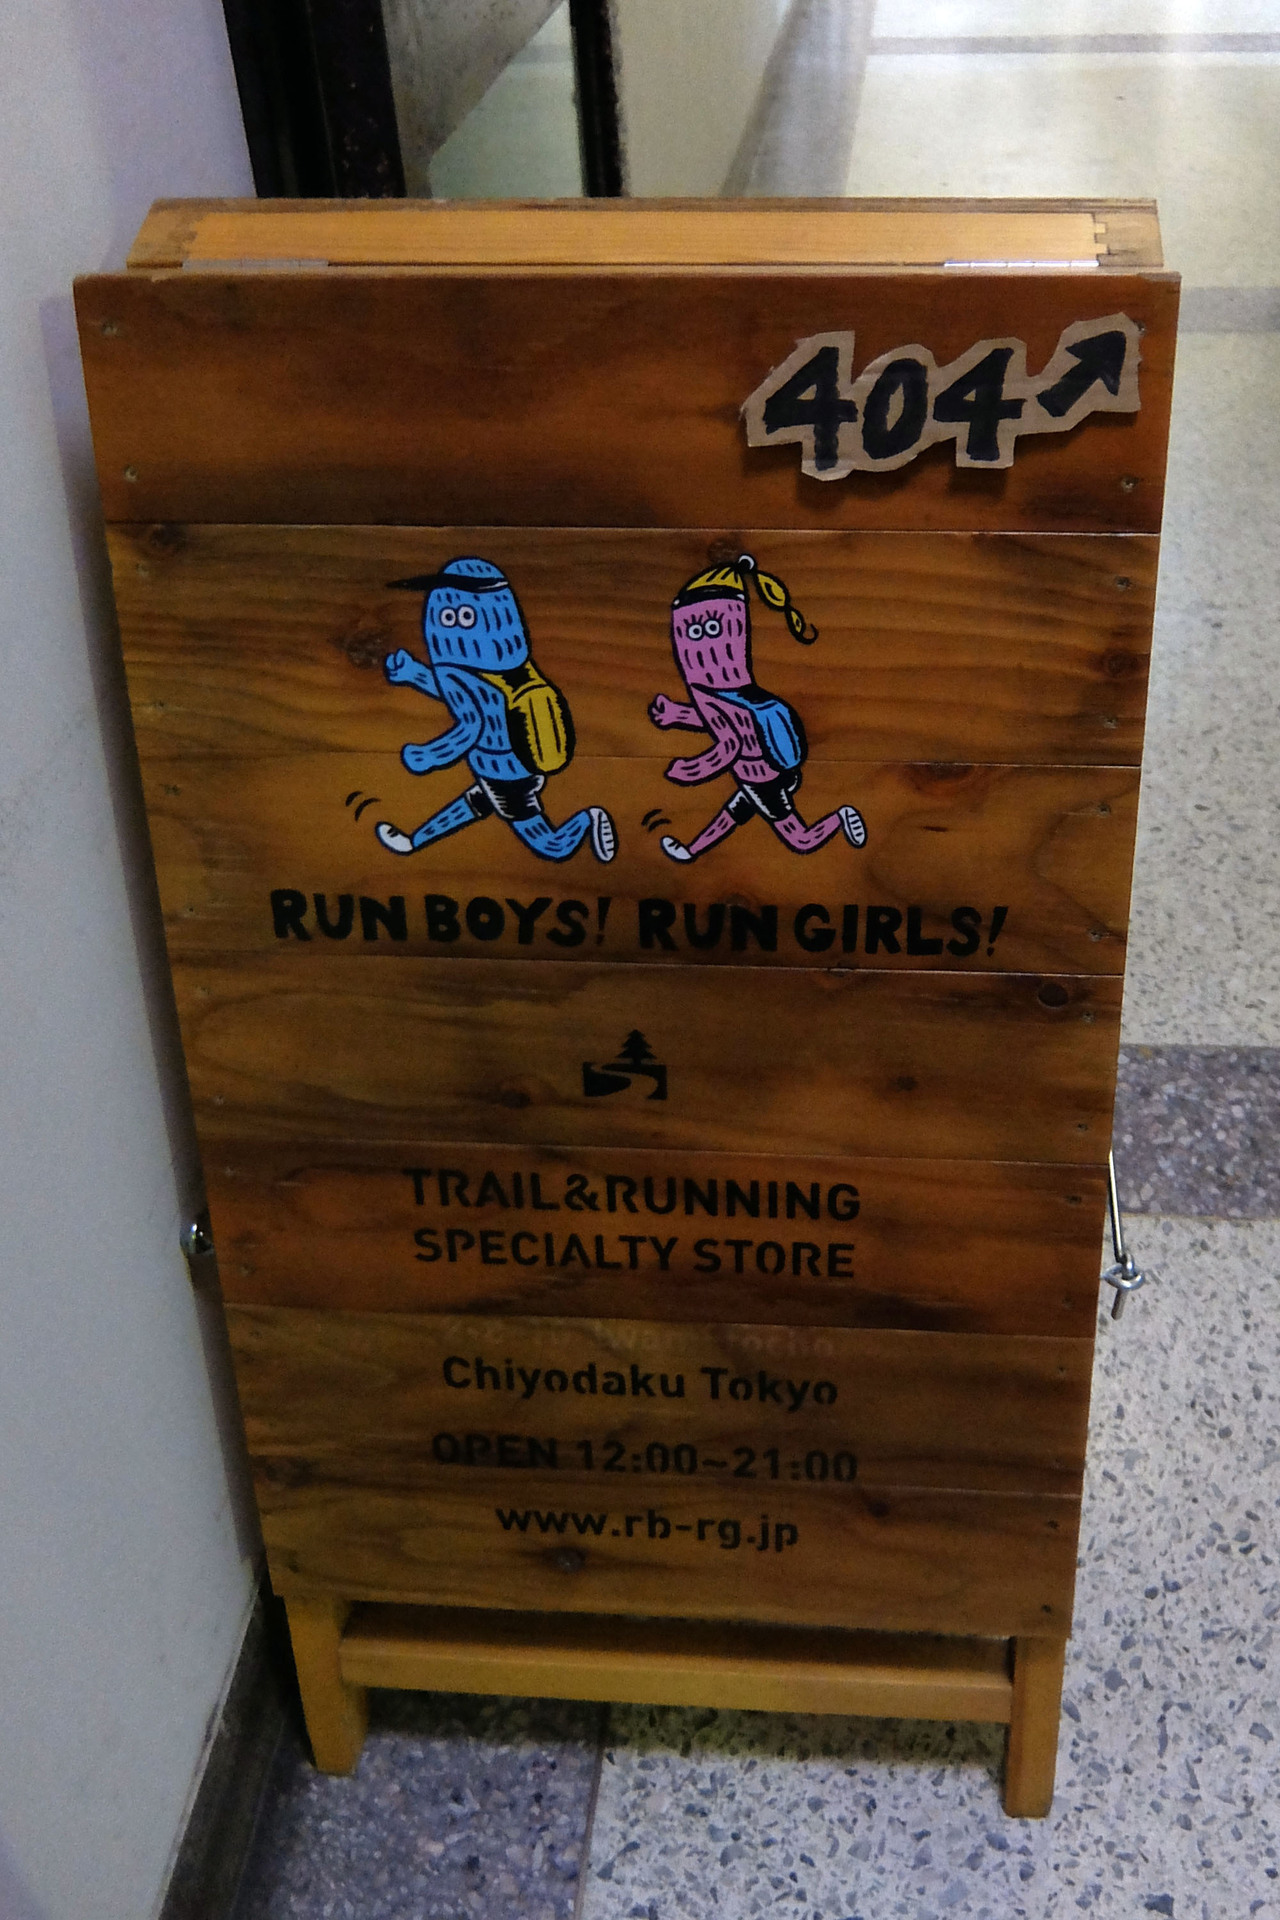 404
RUN BOYS! RUN GIRLS!
TRAIL&RUNNING
SPECIALTY STORE
Chiyodaku Tokyo
OPEN 12:00~21:00
www.rb-rg.jp